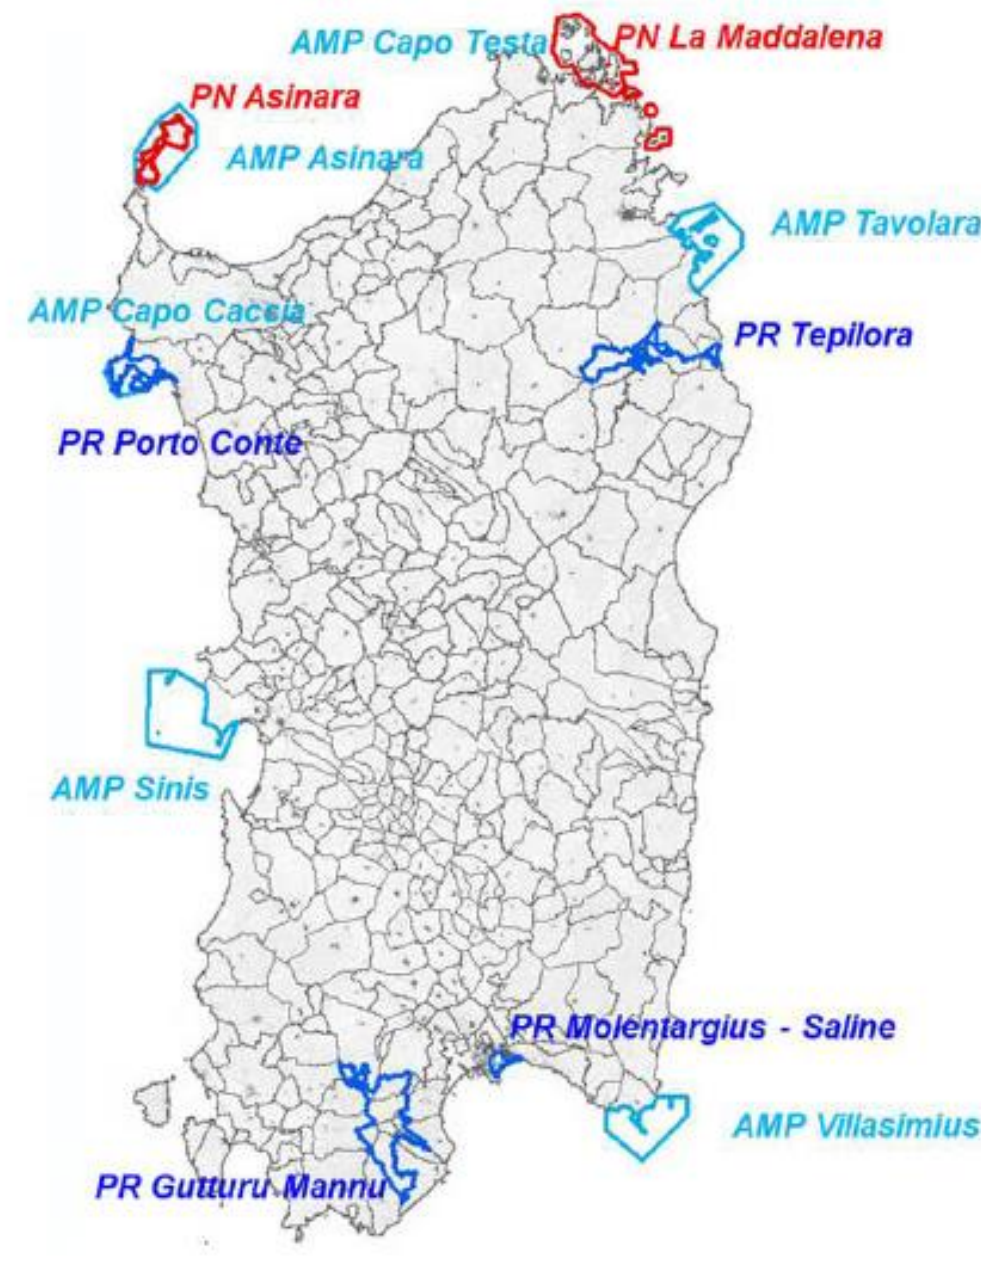 PN La Maddalena
AMP Capo Testa
PN Asinara
AMP Asinara
AMP Tavolara
AMP Capo Caccia
PR Tepilora
PR Porto Conte
AMP Sinis
PR Molentargius - Saline
AMP Villasimius
PR Gutturu Mannu